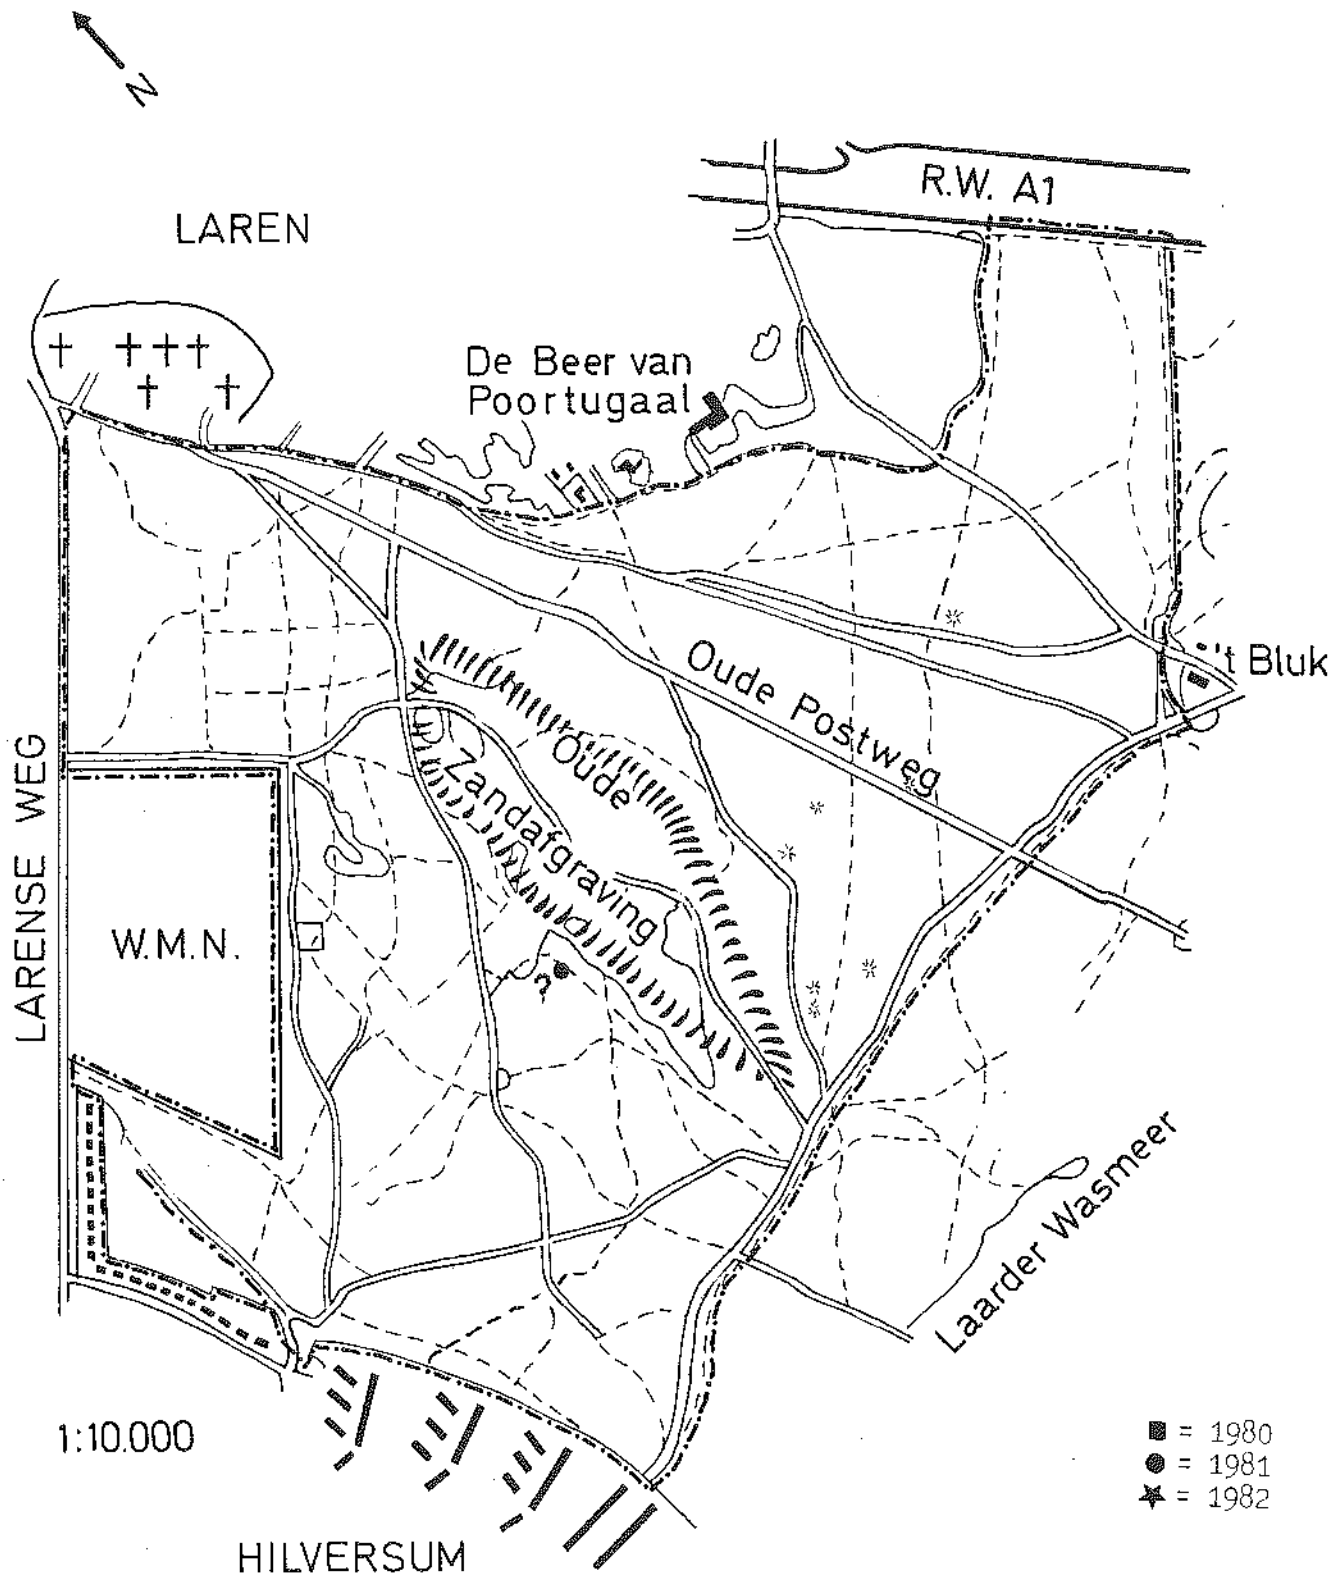 N
R.W. A1
LAREN
De Beer van
Poortugaal
't Bluk
Oude Postweg
Oude
Zandafgraving
LARENSE WEG
W.M.N.
?
Laarder Wasmeer
1:10.000
■ = 1980
● = 1981
★ = 1982
HILVERSUM